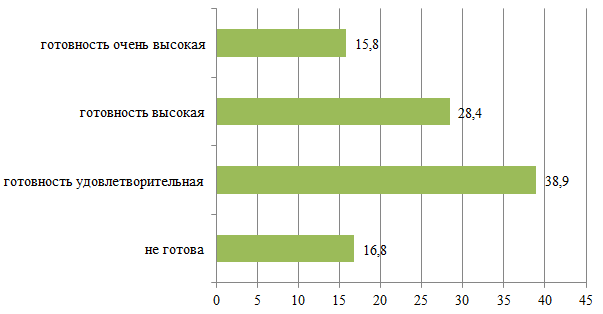 готовность очень высокая
15,8
готовность высокая
28,4
готовность удовлетворительная
38,9
не готова
16,8
0 5 10 15 20 25 30 35 40 45